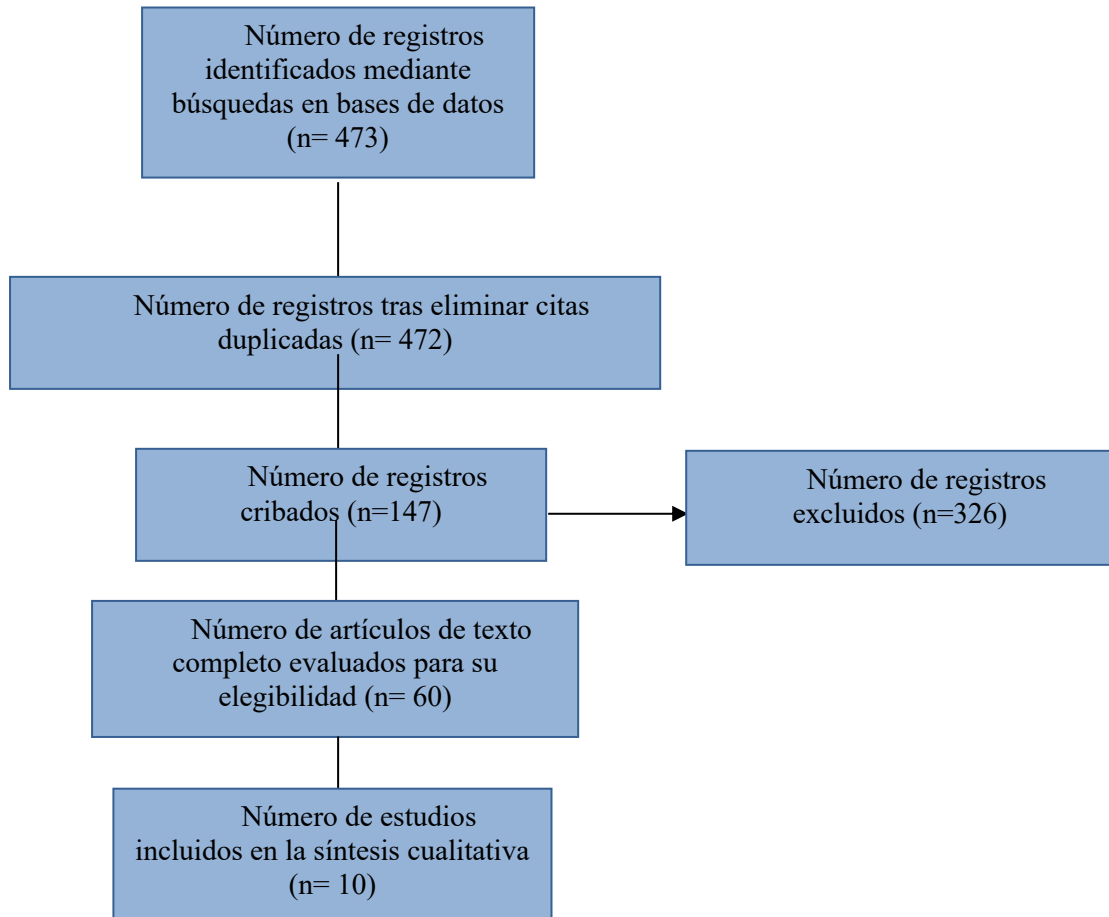 Número de registros
identificados mediante
búsquedas en bases de datos
(n= 473)
Número de registros tras eliminar citas
duplicadas (n= 472)
Número de registros
cribados (n=147)
Número de registros
excluidos (n=326)
Número de artículos de texto
completo evaluados para su
elegibilidad (n= 60)
Número de estudios
incluidos en la síntesis cualitativa
(n= 10)